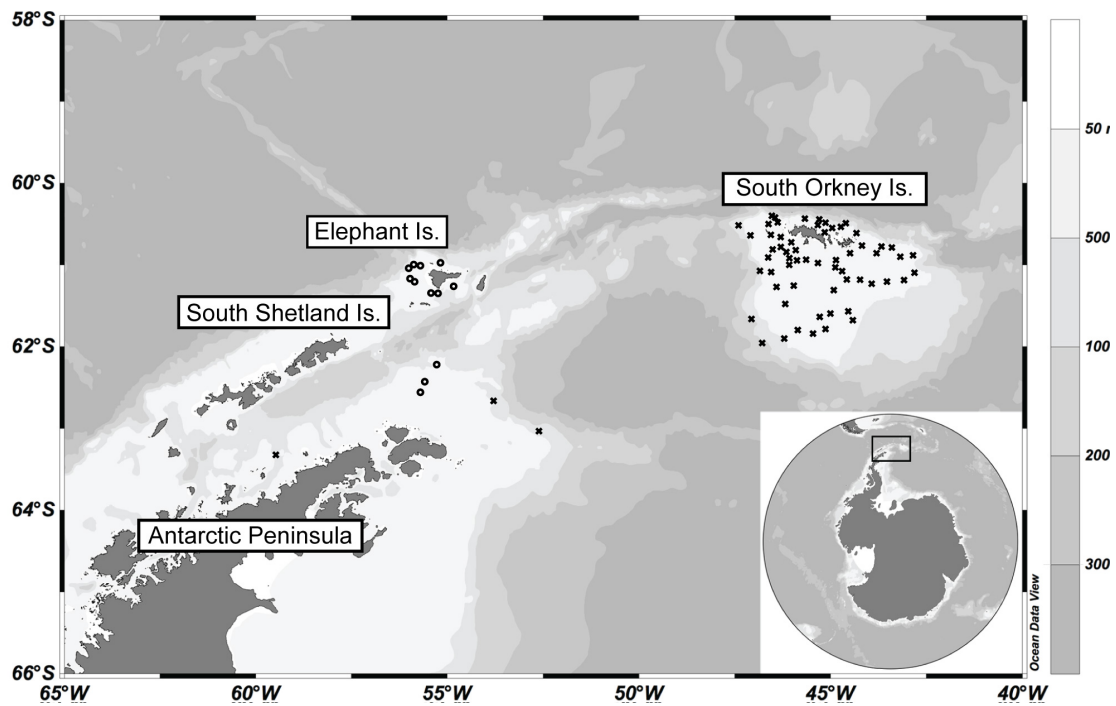 58°S
60°S
62°S
64°S
66°S
65°W
60°W
55°W
50°W
45°W
40°W
South Orkney Is.
Elephant Is.
South Shetland Is.
Antarctic Peninsula
50
500
100
200
300
Ocean Data View